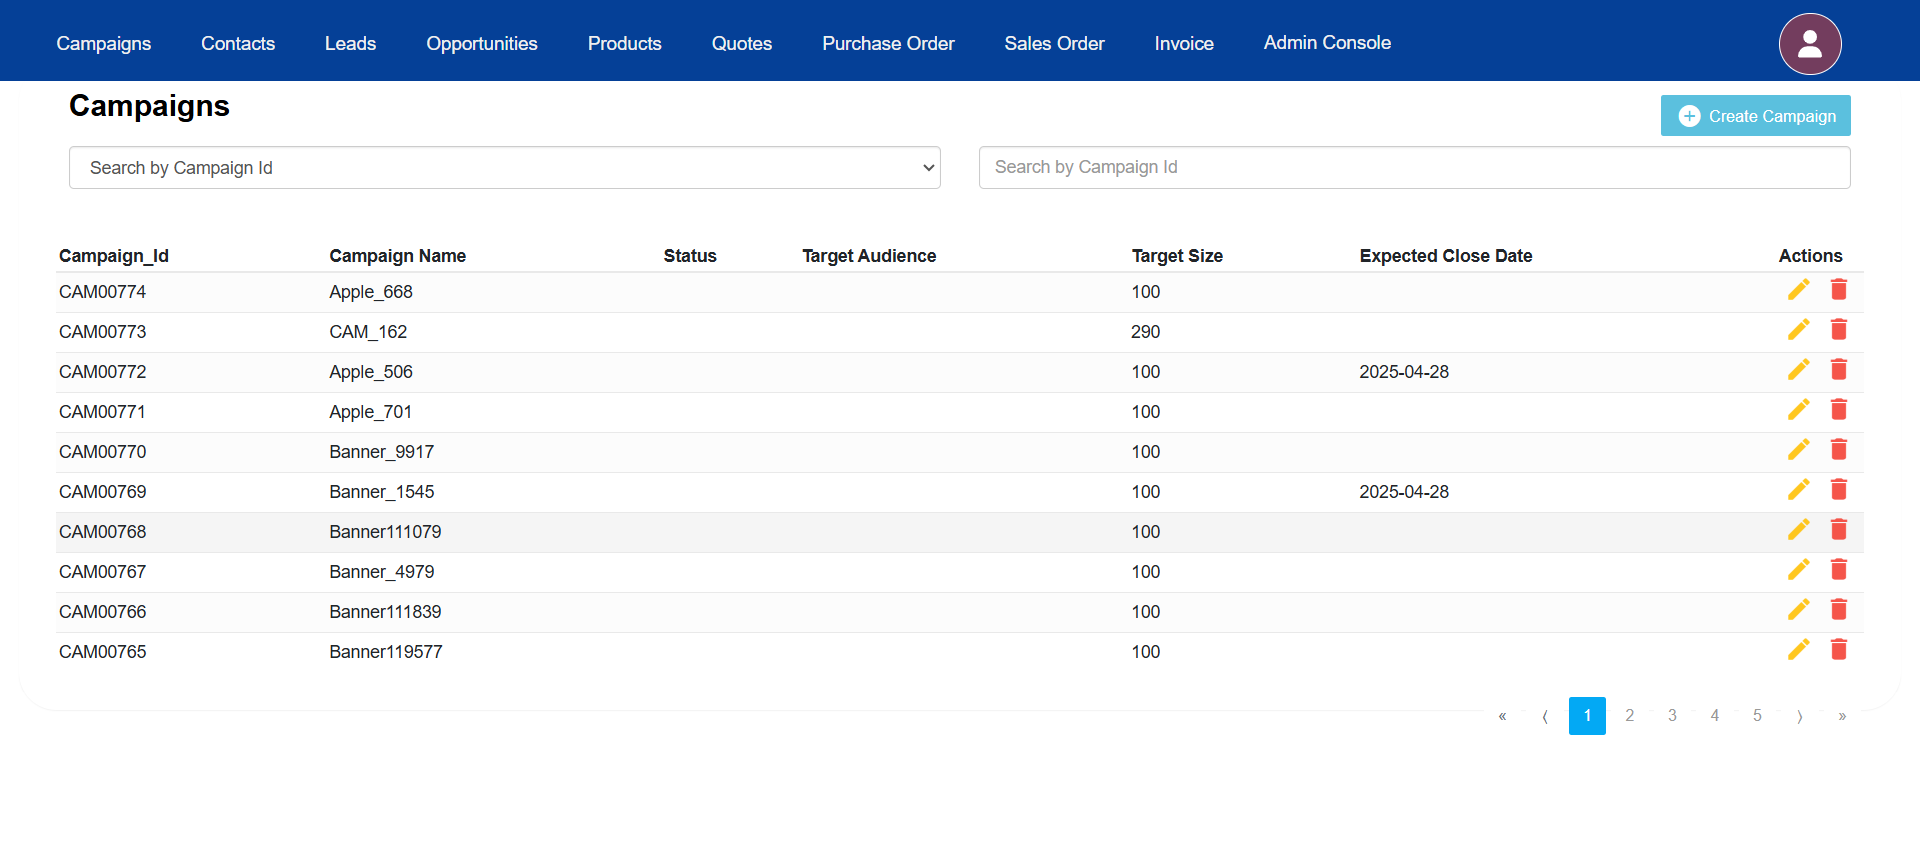 Campaigns Contacts Leads Opportunities Products Quotes Purchase Order Sales Order Invoice Admin Console
Campaigns
Create Campaign
Search by Campaign Id Search by Campaign Id
Campaign_Id Campaign Name Status Target Audience Target Size Expected Close Date Actions
CAM00774 Apple_668 100
CAM00773 CAM_162 290
CAM00772 Apple_506 100 2025-04-28
CAM00771 Apple_701 100
CAM00770 Banner_9917 100
CAM00769 Banner_1545 100 2025-04-28
CAM00768 Banner111079 100
CAM00767 Banner_4979 100
CAM00766 Banner111839 100
CAM00765 Banner119577 100
« ⟨ 1 2 3 4 5 ⟩ »